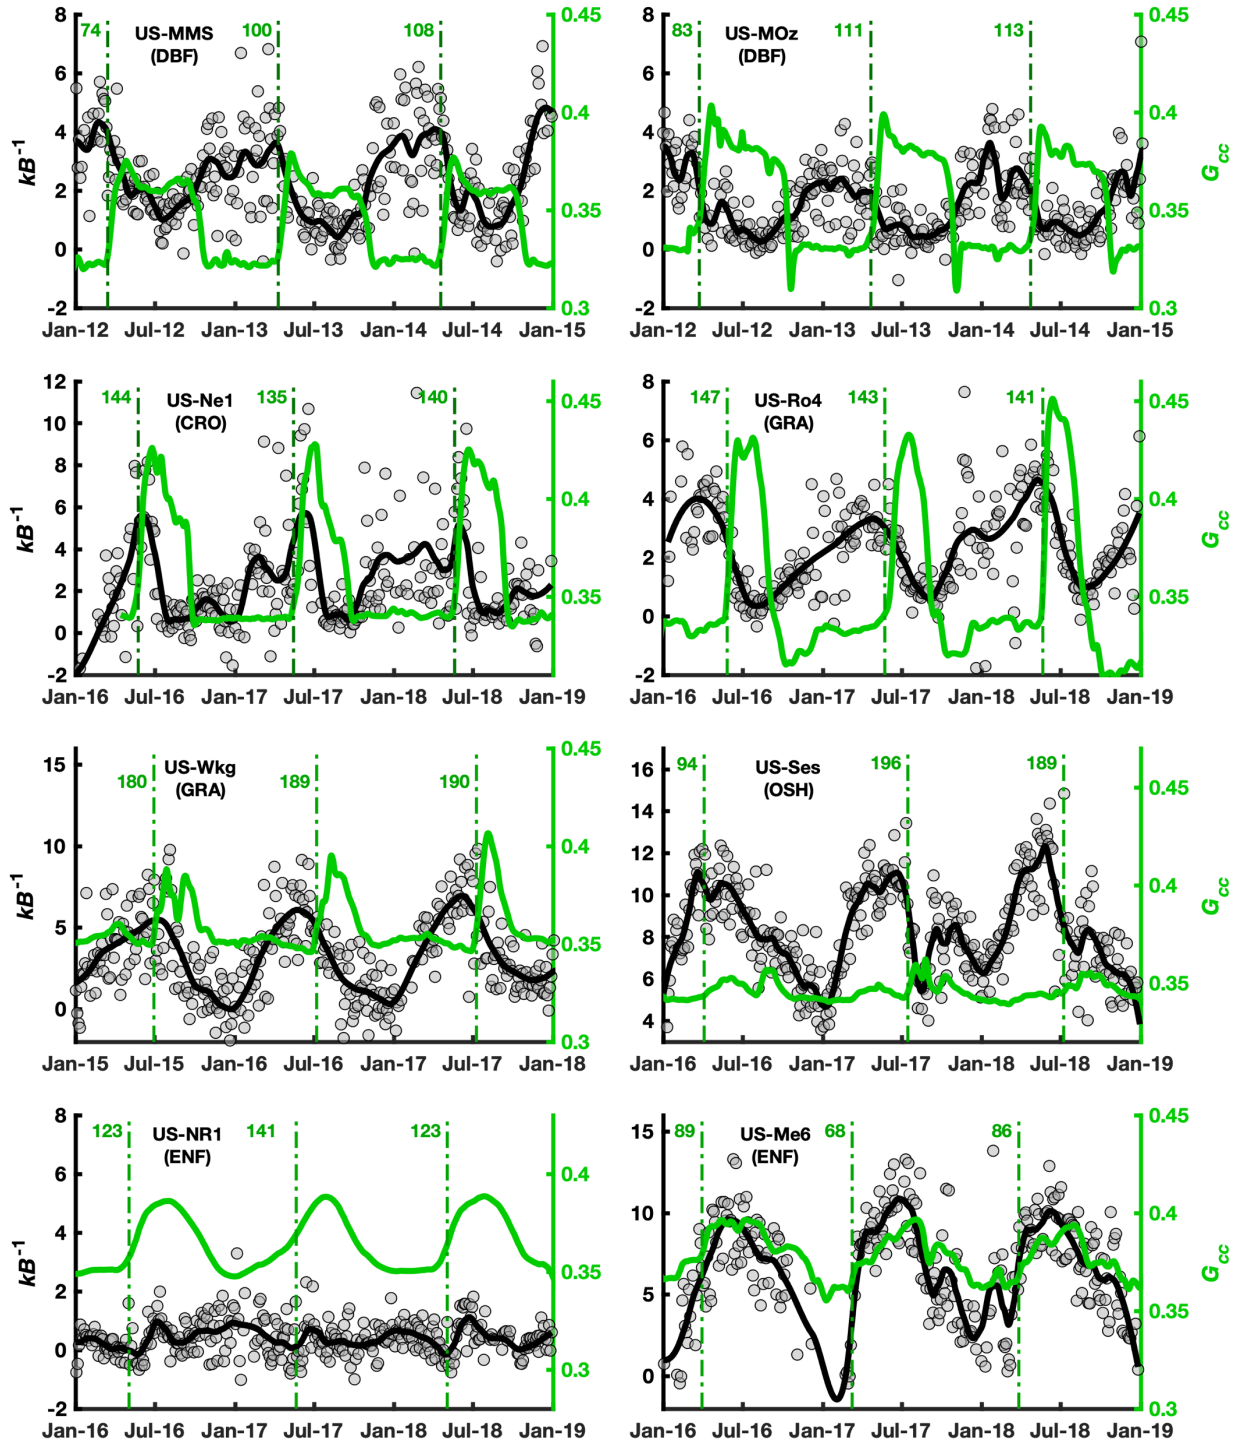 8 6 4 2 0 -2
kB-1
74 US-MMS 100 108
(DBF)
0.45 0.4 0.35 0.3
Jan-12 Jul-12 Jan-13 Jul-13 Jan-14 Jul-14 Jan-15
8 6 4 2 0 -2
83 US-MOz 111 113
(DBF)
0.45 0.4 0.35 0.3
Gcc
Jan-12 Jul-12 Jan-13 Jul-13 Jan-14 Jul-14 Jan-15
12 10 8 6 4 2 0 -2
kB-1
144 US-Ne1 135 140
(CRO)
0.45 0.4 0.35
Jan-16 Jul-16 Jan-17 Jul-17 Jan-18 Jul-18 Jan-19
8 6 4 2 0 -2
147 US-Ro4 143 141
(GRA)
0.45 0.4 0.35
Gcc
Jan-16 Jul-16 Jan-17 Jul-17 Jan-18 Jul-18 Jan-19
15 10 5 0
kB-1
180 US-Wkg 189 190
(GRA)
0.45 0.4 0.35 0.3
Jan-15 Jul-15 Jan-16 Jul-16 Jan-17 Jul-17 Jan-18
16 14 12 10 8 6 4
94 US-Ses 196 189
(OSH)
0.45 0.4 0.35
Gcc
Jan-16 Jul-16 Jan-17 Jul-17 Jan-18 Jul-18 Jan-19
8 6 4 2 0 -2
kB-1
123 US-NR1 141 123
(ENF)
0.4 0.35 0.3
Jan-16 Jul-16 Jan-17 Jul-17 Jan-18 Jul-18 Jan-19
15 10 5 0
89 US-Me6 68 86
(ENF)
0.45 0.4 0.35 0.3
Gcc
Jan-16 Jul-16 Jan-17 Jul-17 Jan-18 Jul-18 Jan-19